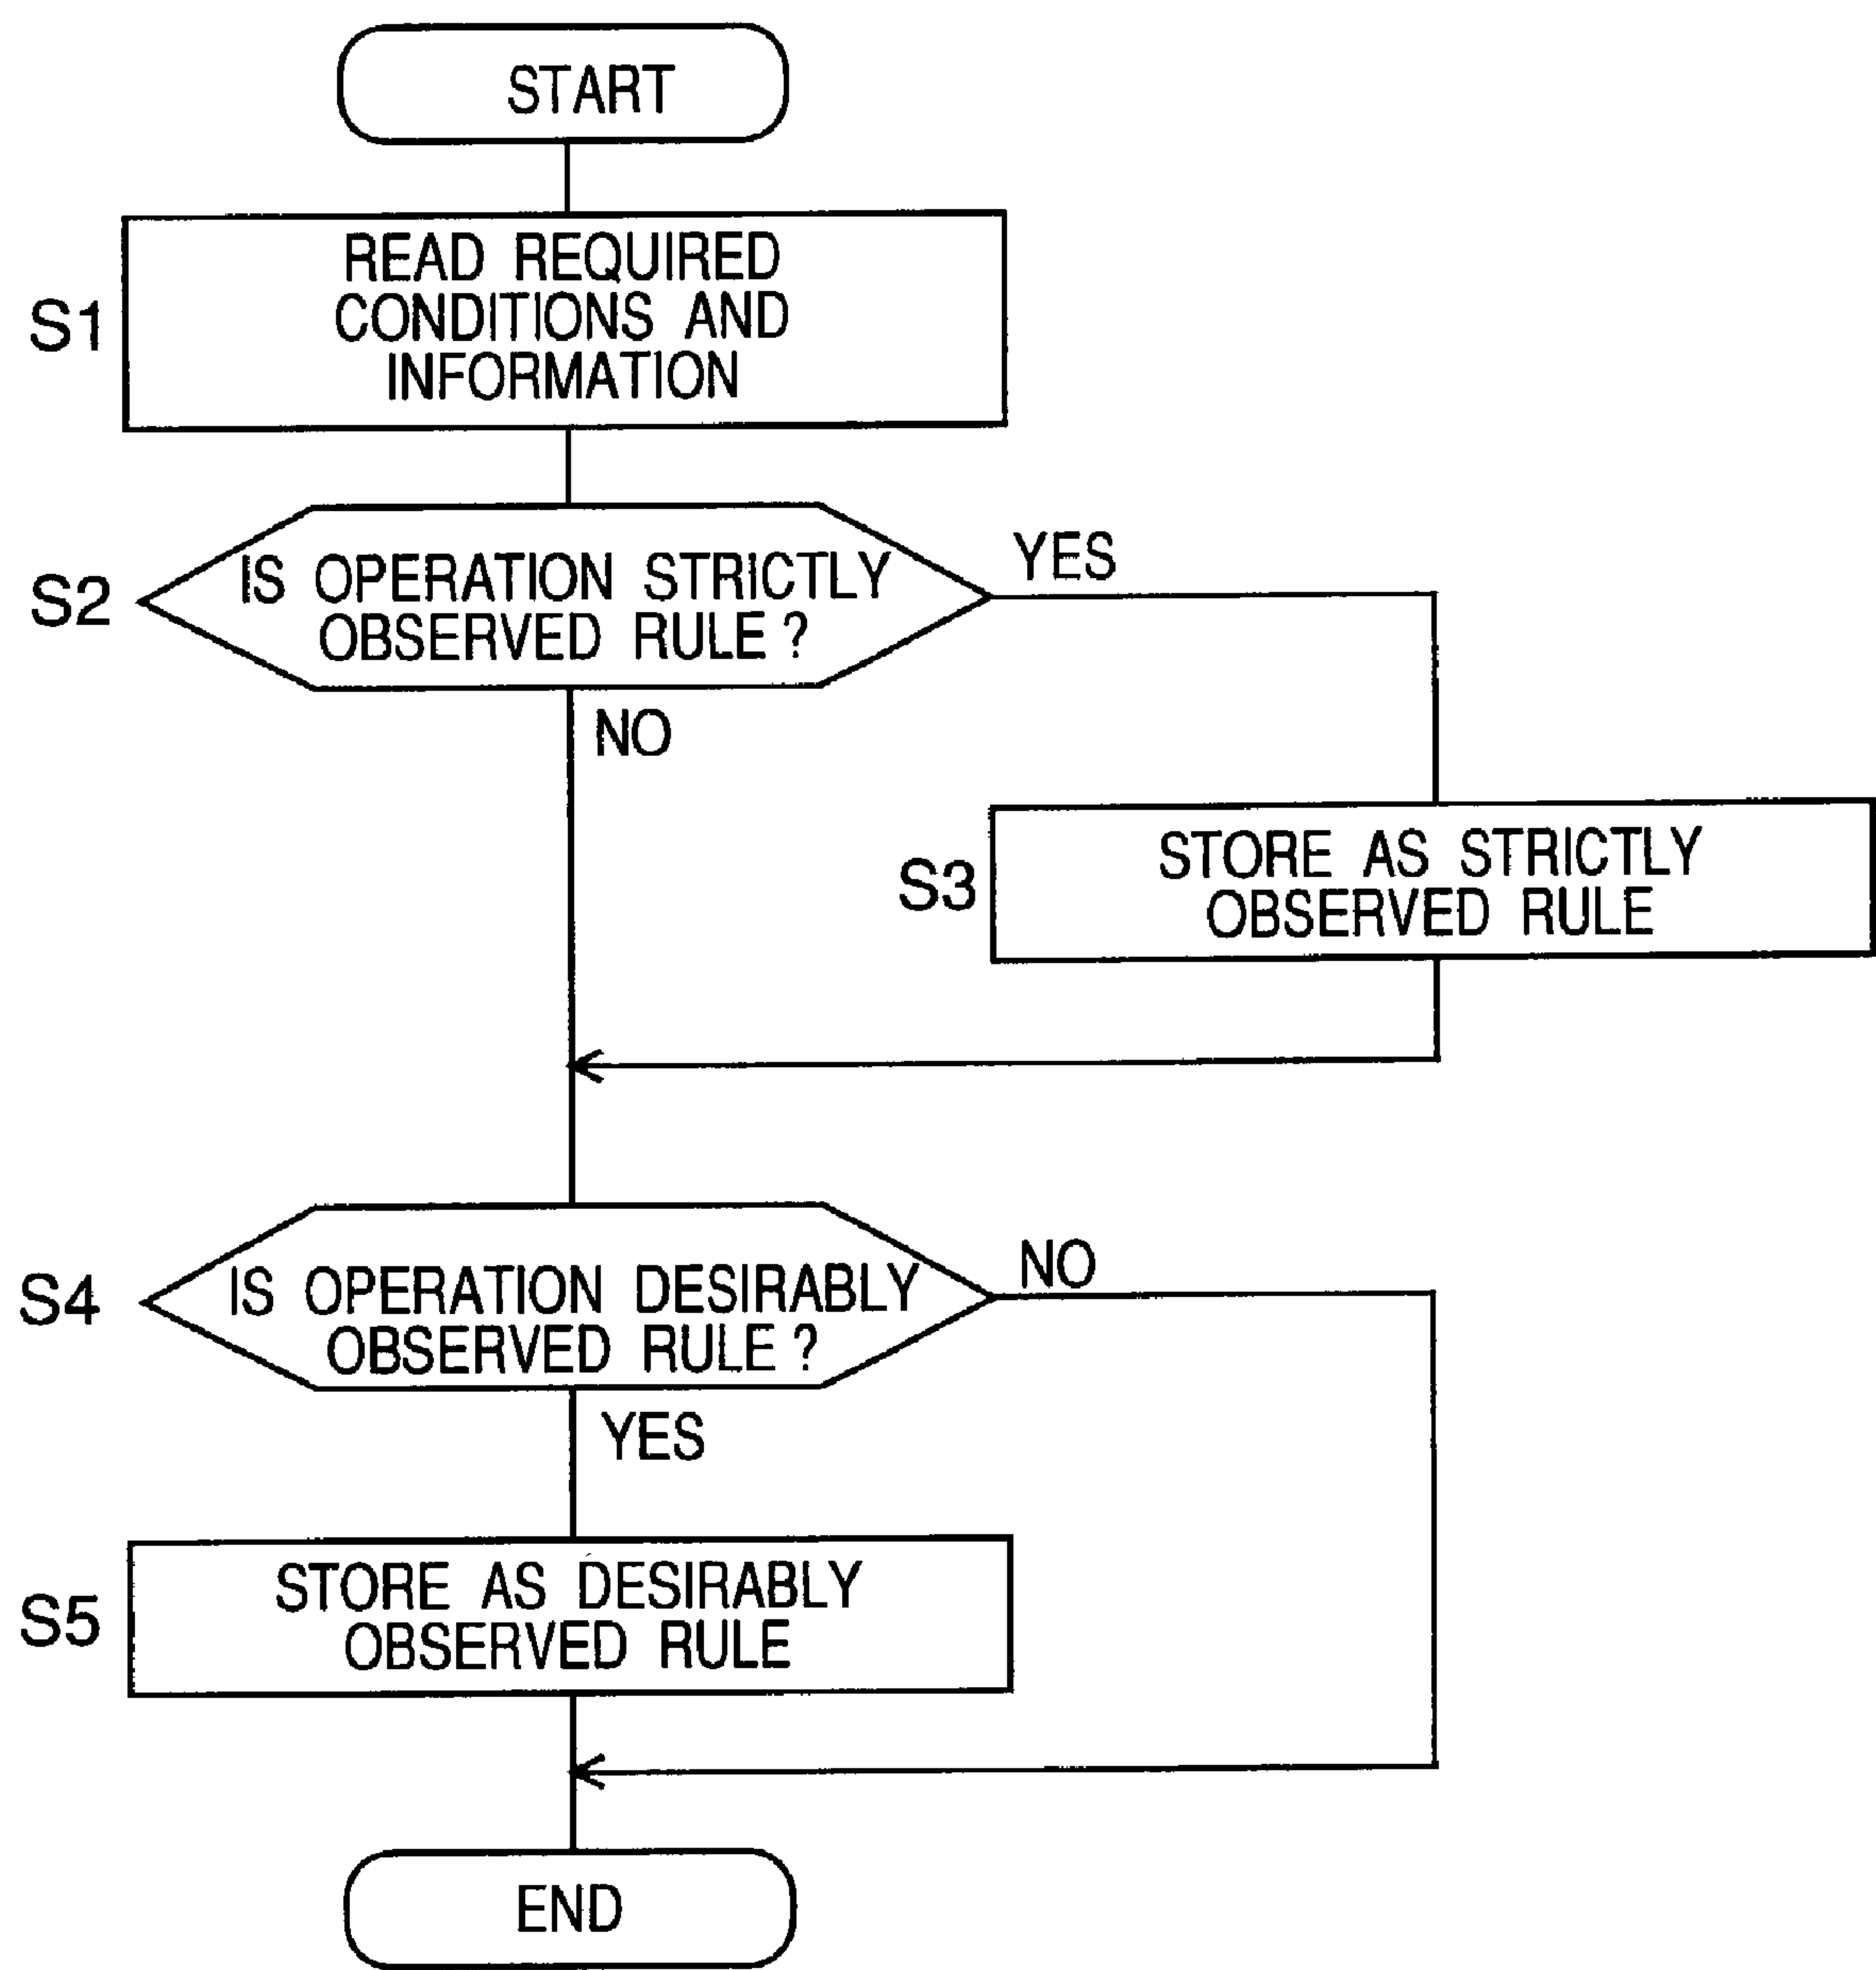 START
S1
READ REQUIRED
CONDITIONS AND
INFORMATION
S2
IS OPERATION STRICTLY
OBSERVED RULE ?
YES
NO
S3
STORE AS STRICTLY
OBSERVED RULE
S4
IS OPERATION DESIRABLY
OBSERVED RULE ?
NO
YES
S5
STORE AS DESIRABLY
OBSERVED RULE
END